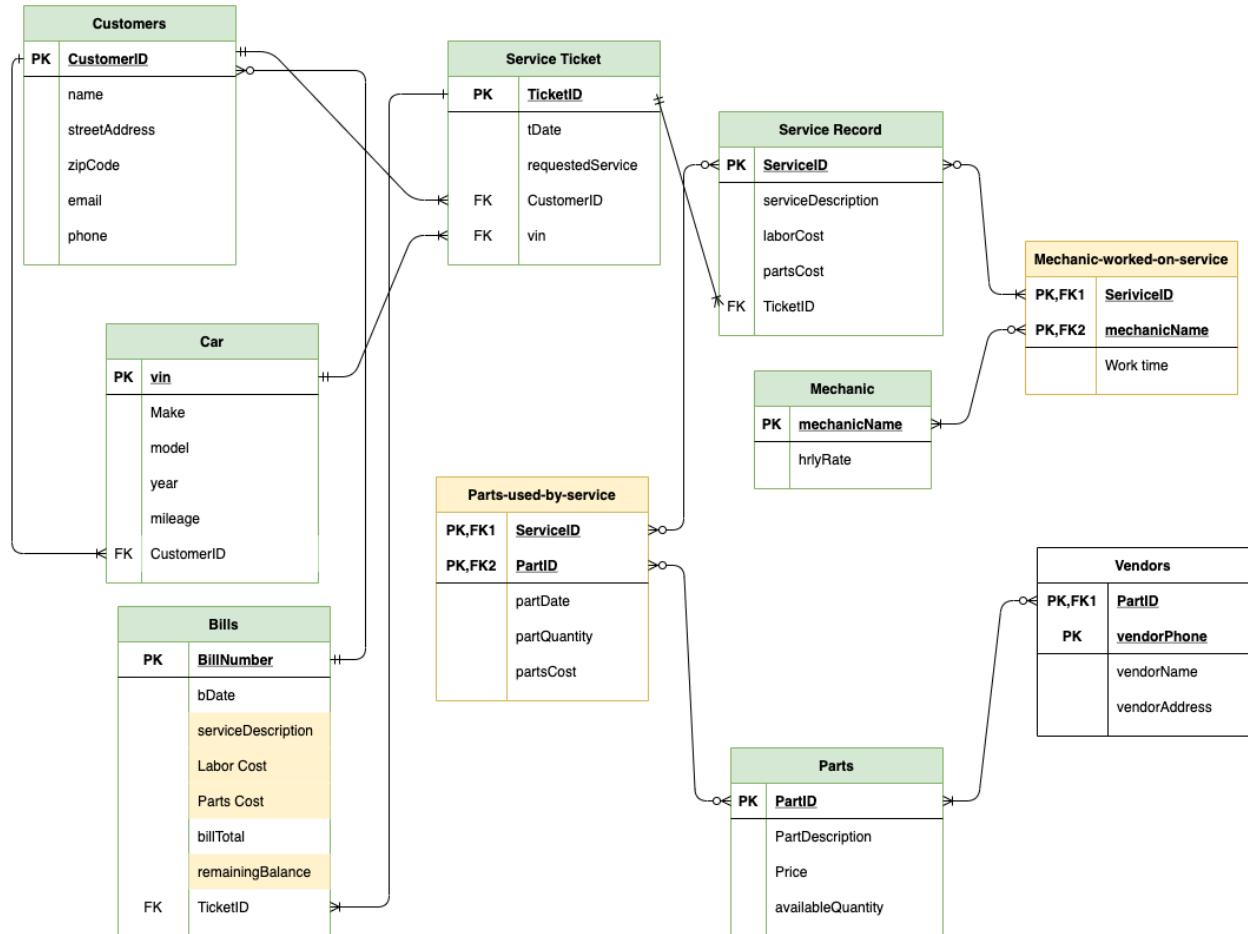 Customers
PK CustomerID
name
streetAddress
zipCode
email
phone
Service Ticket
PK TicketID
tDate
requestedService
FK CustomerID
FK vin
Service Record
PK ServiceID
serviceDescription
laborCost
partsCost
FK TicketID
Mechanic-worked-on-service
PK,FK1 SeriviceID
PK,FK2 mechanicName
Work time
Car
PK vin
Make
model
year
mileage
FK CustomerID
Mechanic
PK mechanicName
hrlyRate
Parts-used-by-service
PK,FK1 ServiceID
PK,FK2 PartID
partDate
partQuantity
partsCost
Vendors
PK,FK1 PartID
PK vendorPhone
vendorName
vendorAddress
Bills
PK BillNumber
bDate
serviceDescription
Labor Cost
Parts Cost
billTotal
remainingBalance
FK TicketID
Parts
PK PartID
PartDescription
Price
availableQuantity